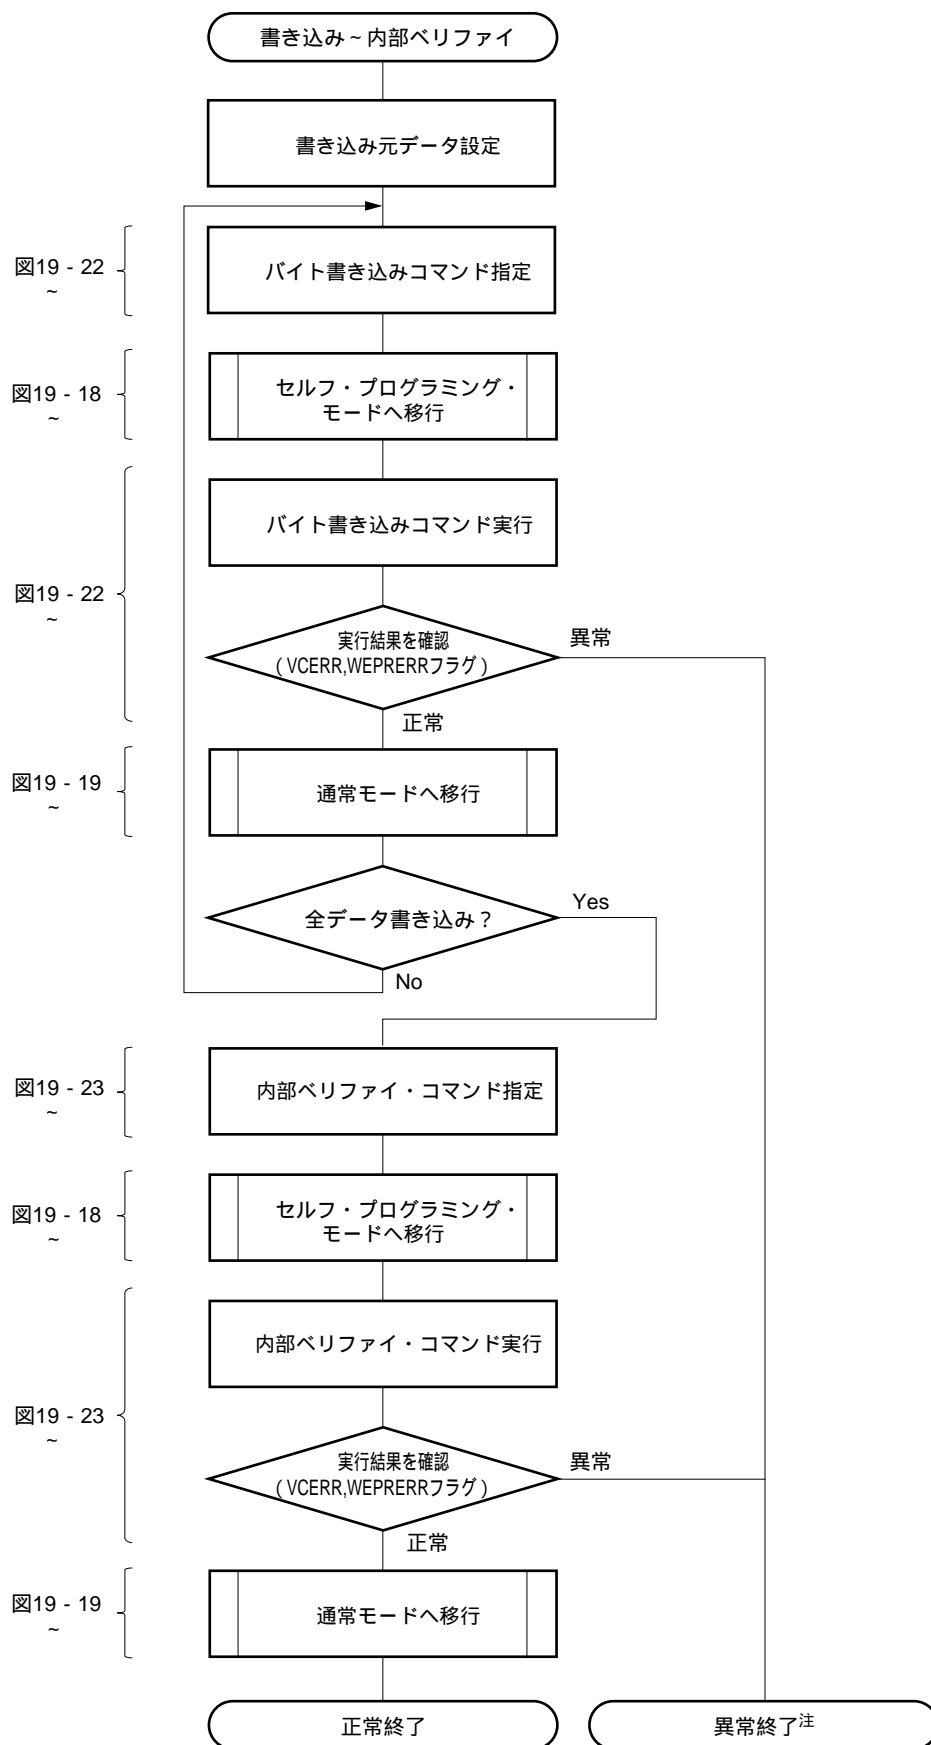 書き込み～内部ベリファイ
書き込み元データ設定
図19 - 22
～
バイト書き込みコマンド指定
図19 - 18
～
セルフ・プログラミング・
モードへ移行
バイト書き込みコマンド実行
図19 - 22
～
実行結果を確認
（VCERR,WEPRERRフラグ）
異常
正常
図19 - 19
～
通常モードへ移行
全データ書き込み？
Yes
No
図19 - 23
～
内部ベリファイ・コマンド指定
図19 - 18
～
セルフ・プログラミング・
モードへ移行
内部ベリファイ・コマンド実行
図19 - 23
～
実行結果を確認
（VCERR,WEPRERRフラグ）
異常
正常
図19 - 19
～
通常モードへ移行
正常終了
異常終了注